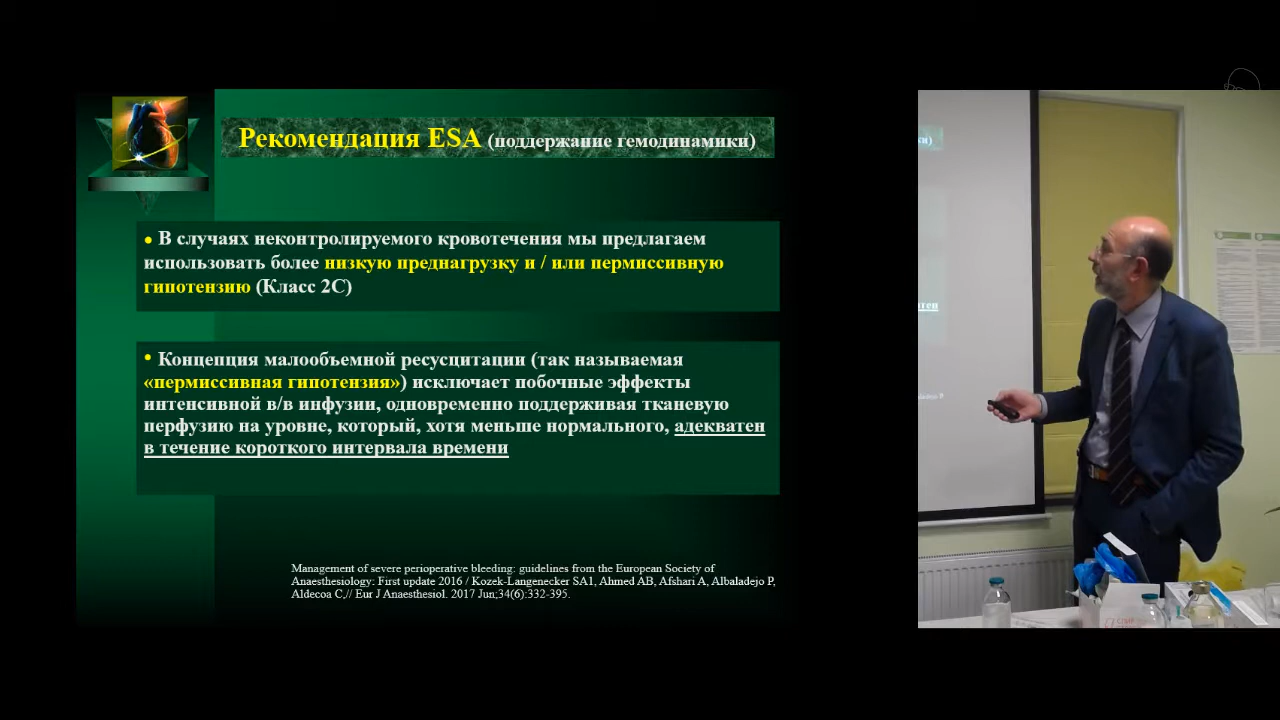 Рекомендация ESA (поддержание гемодинамики)
• В случаях неконтролируемого кровотечения мы предлагаем
использовать более низкую преднагрузку и / или пермиссивную
гипотензию (Класс 2С)
• Концепция малообъемной ресусцитации (так называемая
«пермиссивная гипотензия») исключает побочные эффекты
интенсивной в/в инфузии, одновременно поддерживая тканевую
перфузию на уровне, который, хотя меньше нормального, адекватен
в течение короткого интервала времени
Management of severe perioperative bleeding: guidelines from the European Society of
Anaesthesiology: First update 2016 / Kozek-Langenecker SA1, Ahmed AB, Afshari A, Albaladejo P,
Aldecoa C,// Eur J Anaesthesiol. 2017 Jun;34(6):332-395.